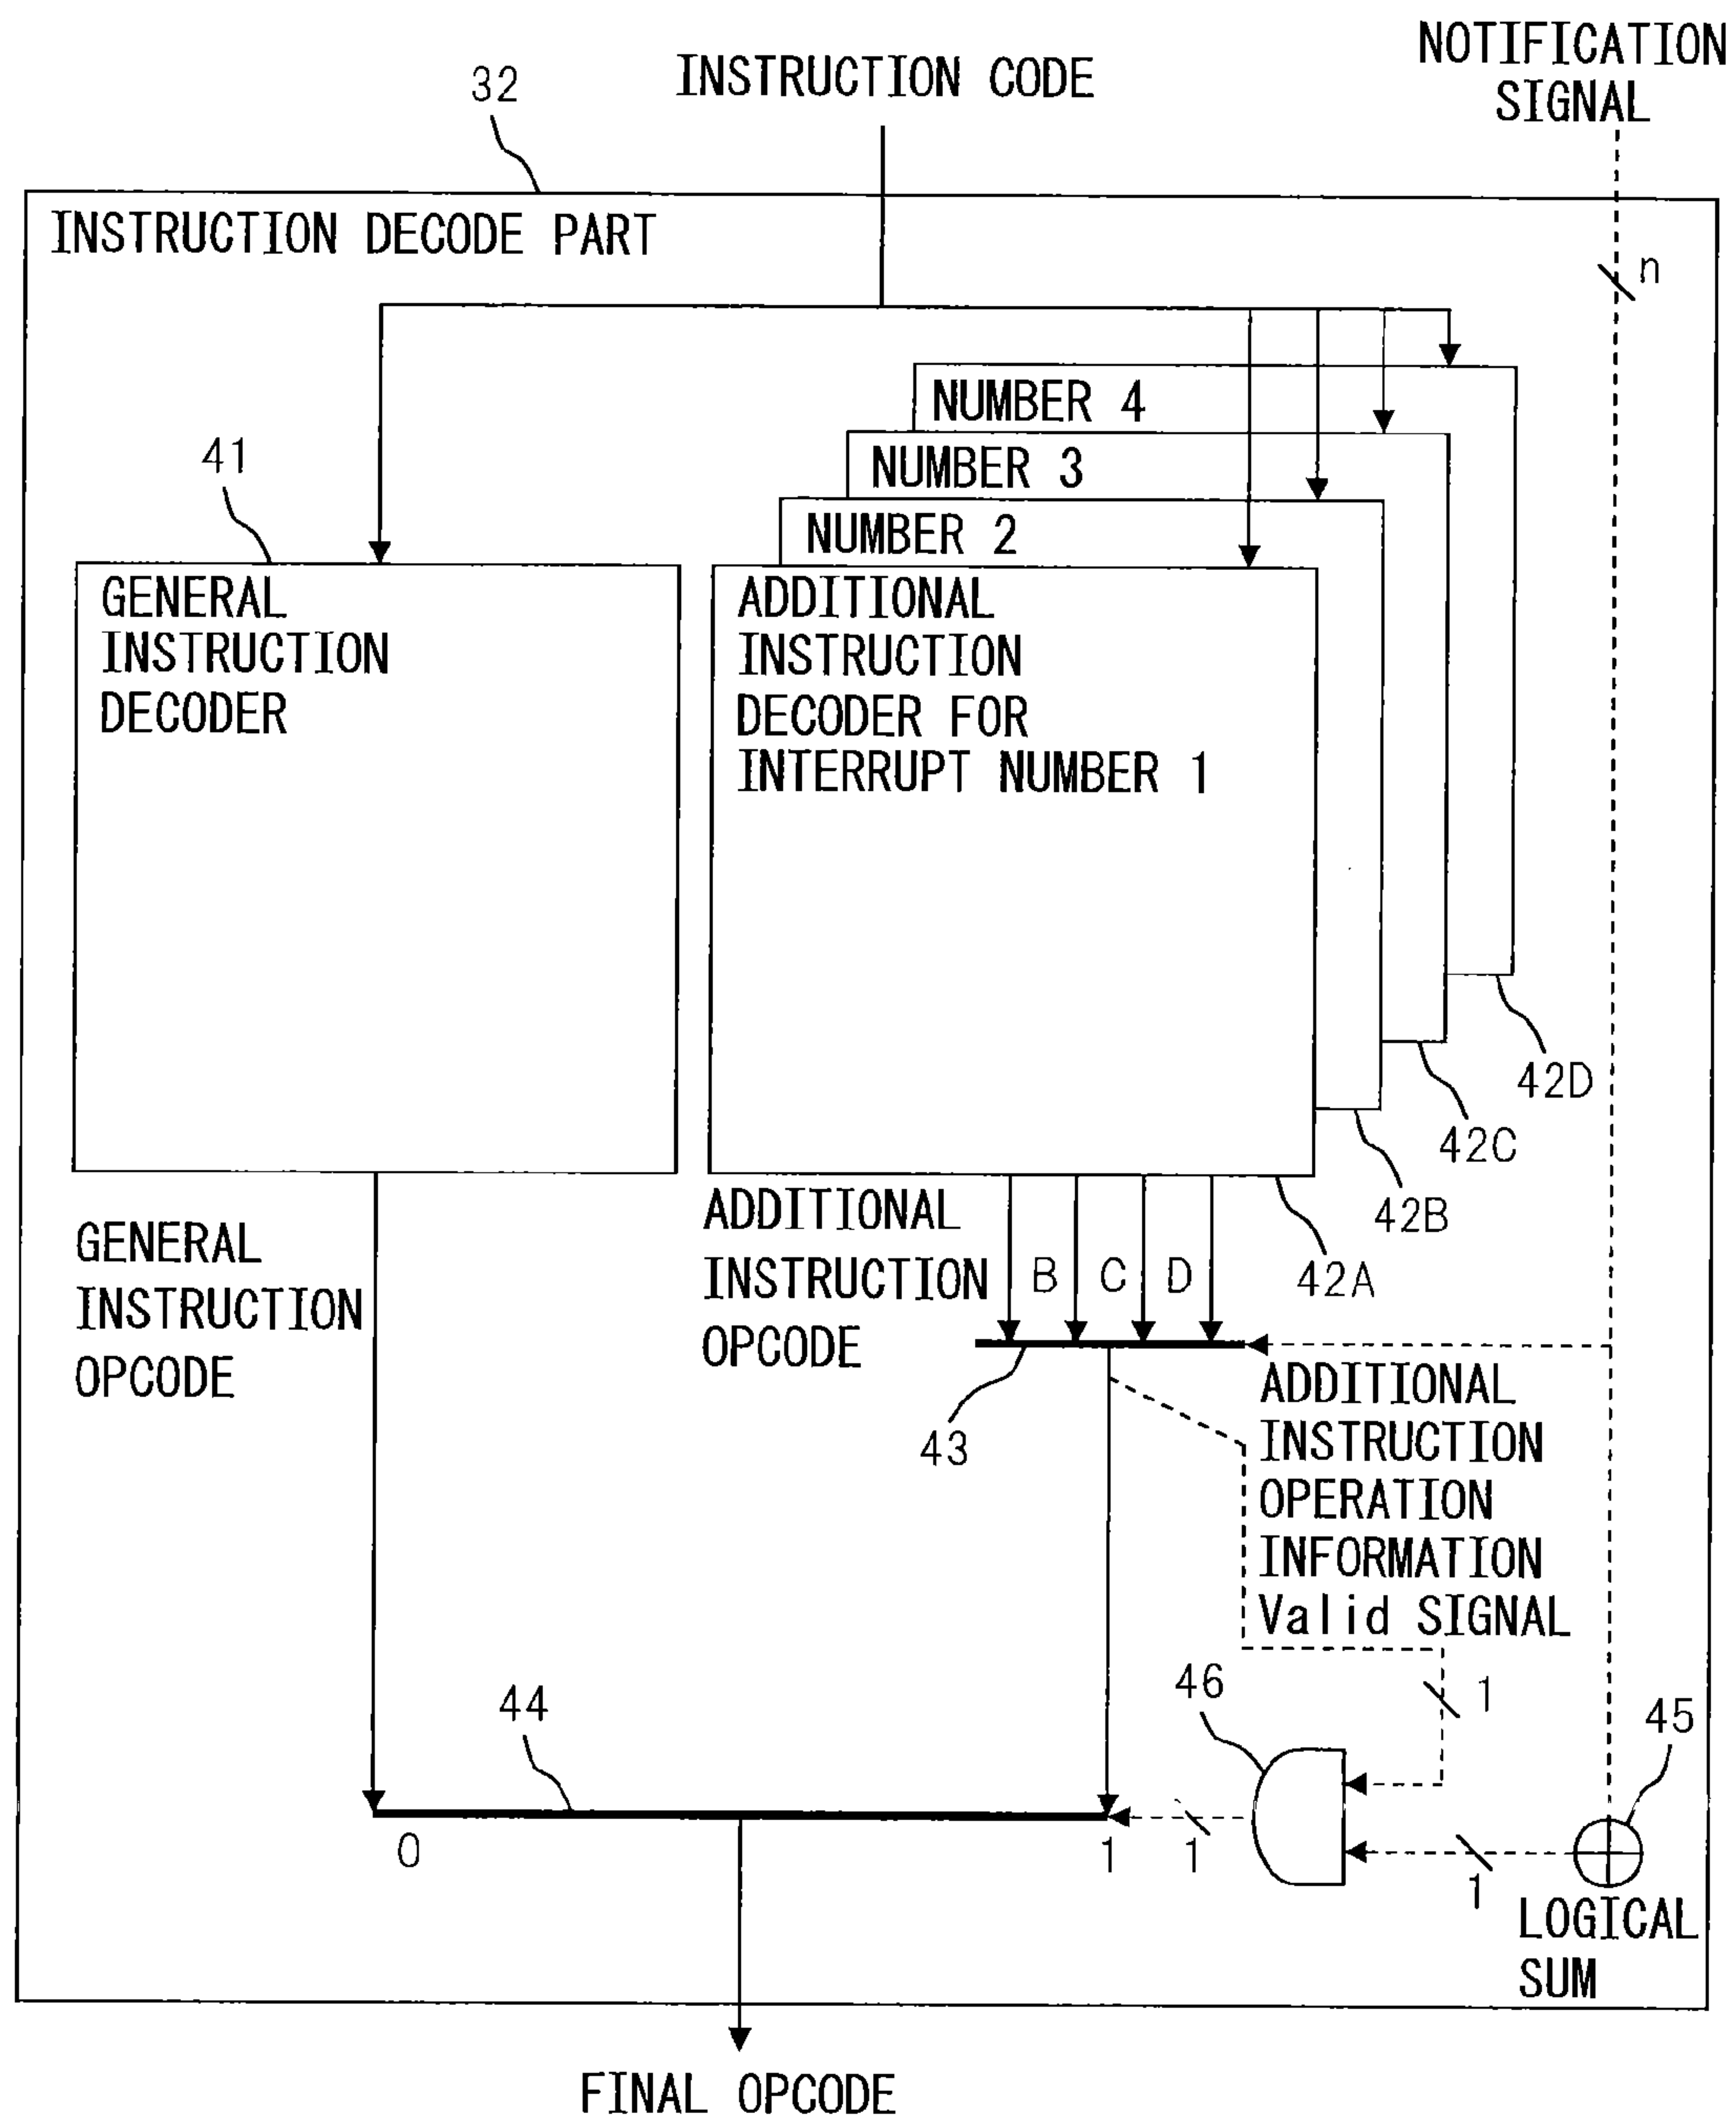 NOTIFICATION
SIGNAL
INSTRUCTION CODE
32
INSTRUCTION DECODE PART
n
NUMBER 4
NUMBER 3
NUMBER 2
41
GENERAL
INSTRUCTION
DECODER
ADDITIONAL
INSTRUCTION
DECODER FOR
INTERRUPT NUMBER 1
42D
42C
42B
42A
GENERAL
INSTRUCTION
OPCODE
ADDITIONAL
INSTRUCTION
OPCODE
B
C
D
43
ADDITIONAL
INSTRUCTION
OPERATION
INFORMATION
Valid SIGNAL
46
1
45
44
0
1
1
1
LOGICAL
SUM
FINAL OPCODE